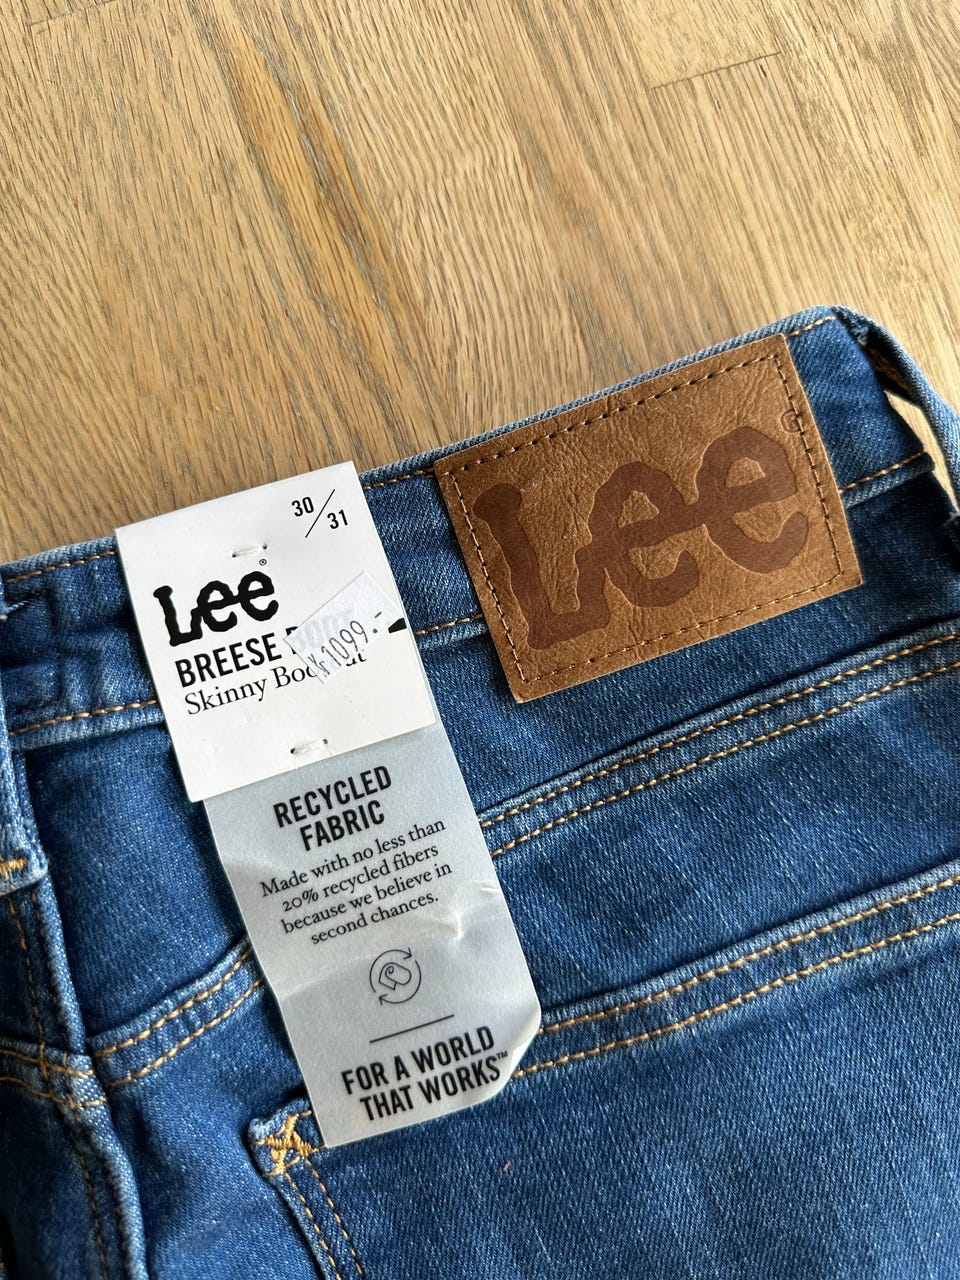 30/31
Lee®
BREESE
Skinny
1099.-
RECYCLED
FABRIC
Made with no less than
20% recycled fibers
because we believe in
second chances.
FOR A WORLD
THAT WORKS™
Lee®